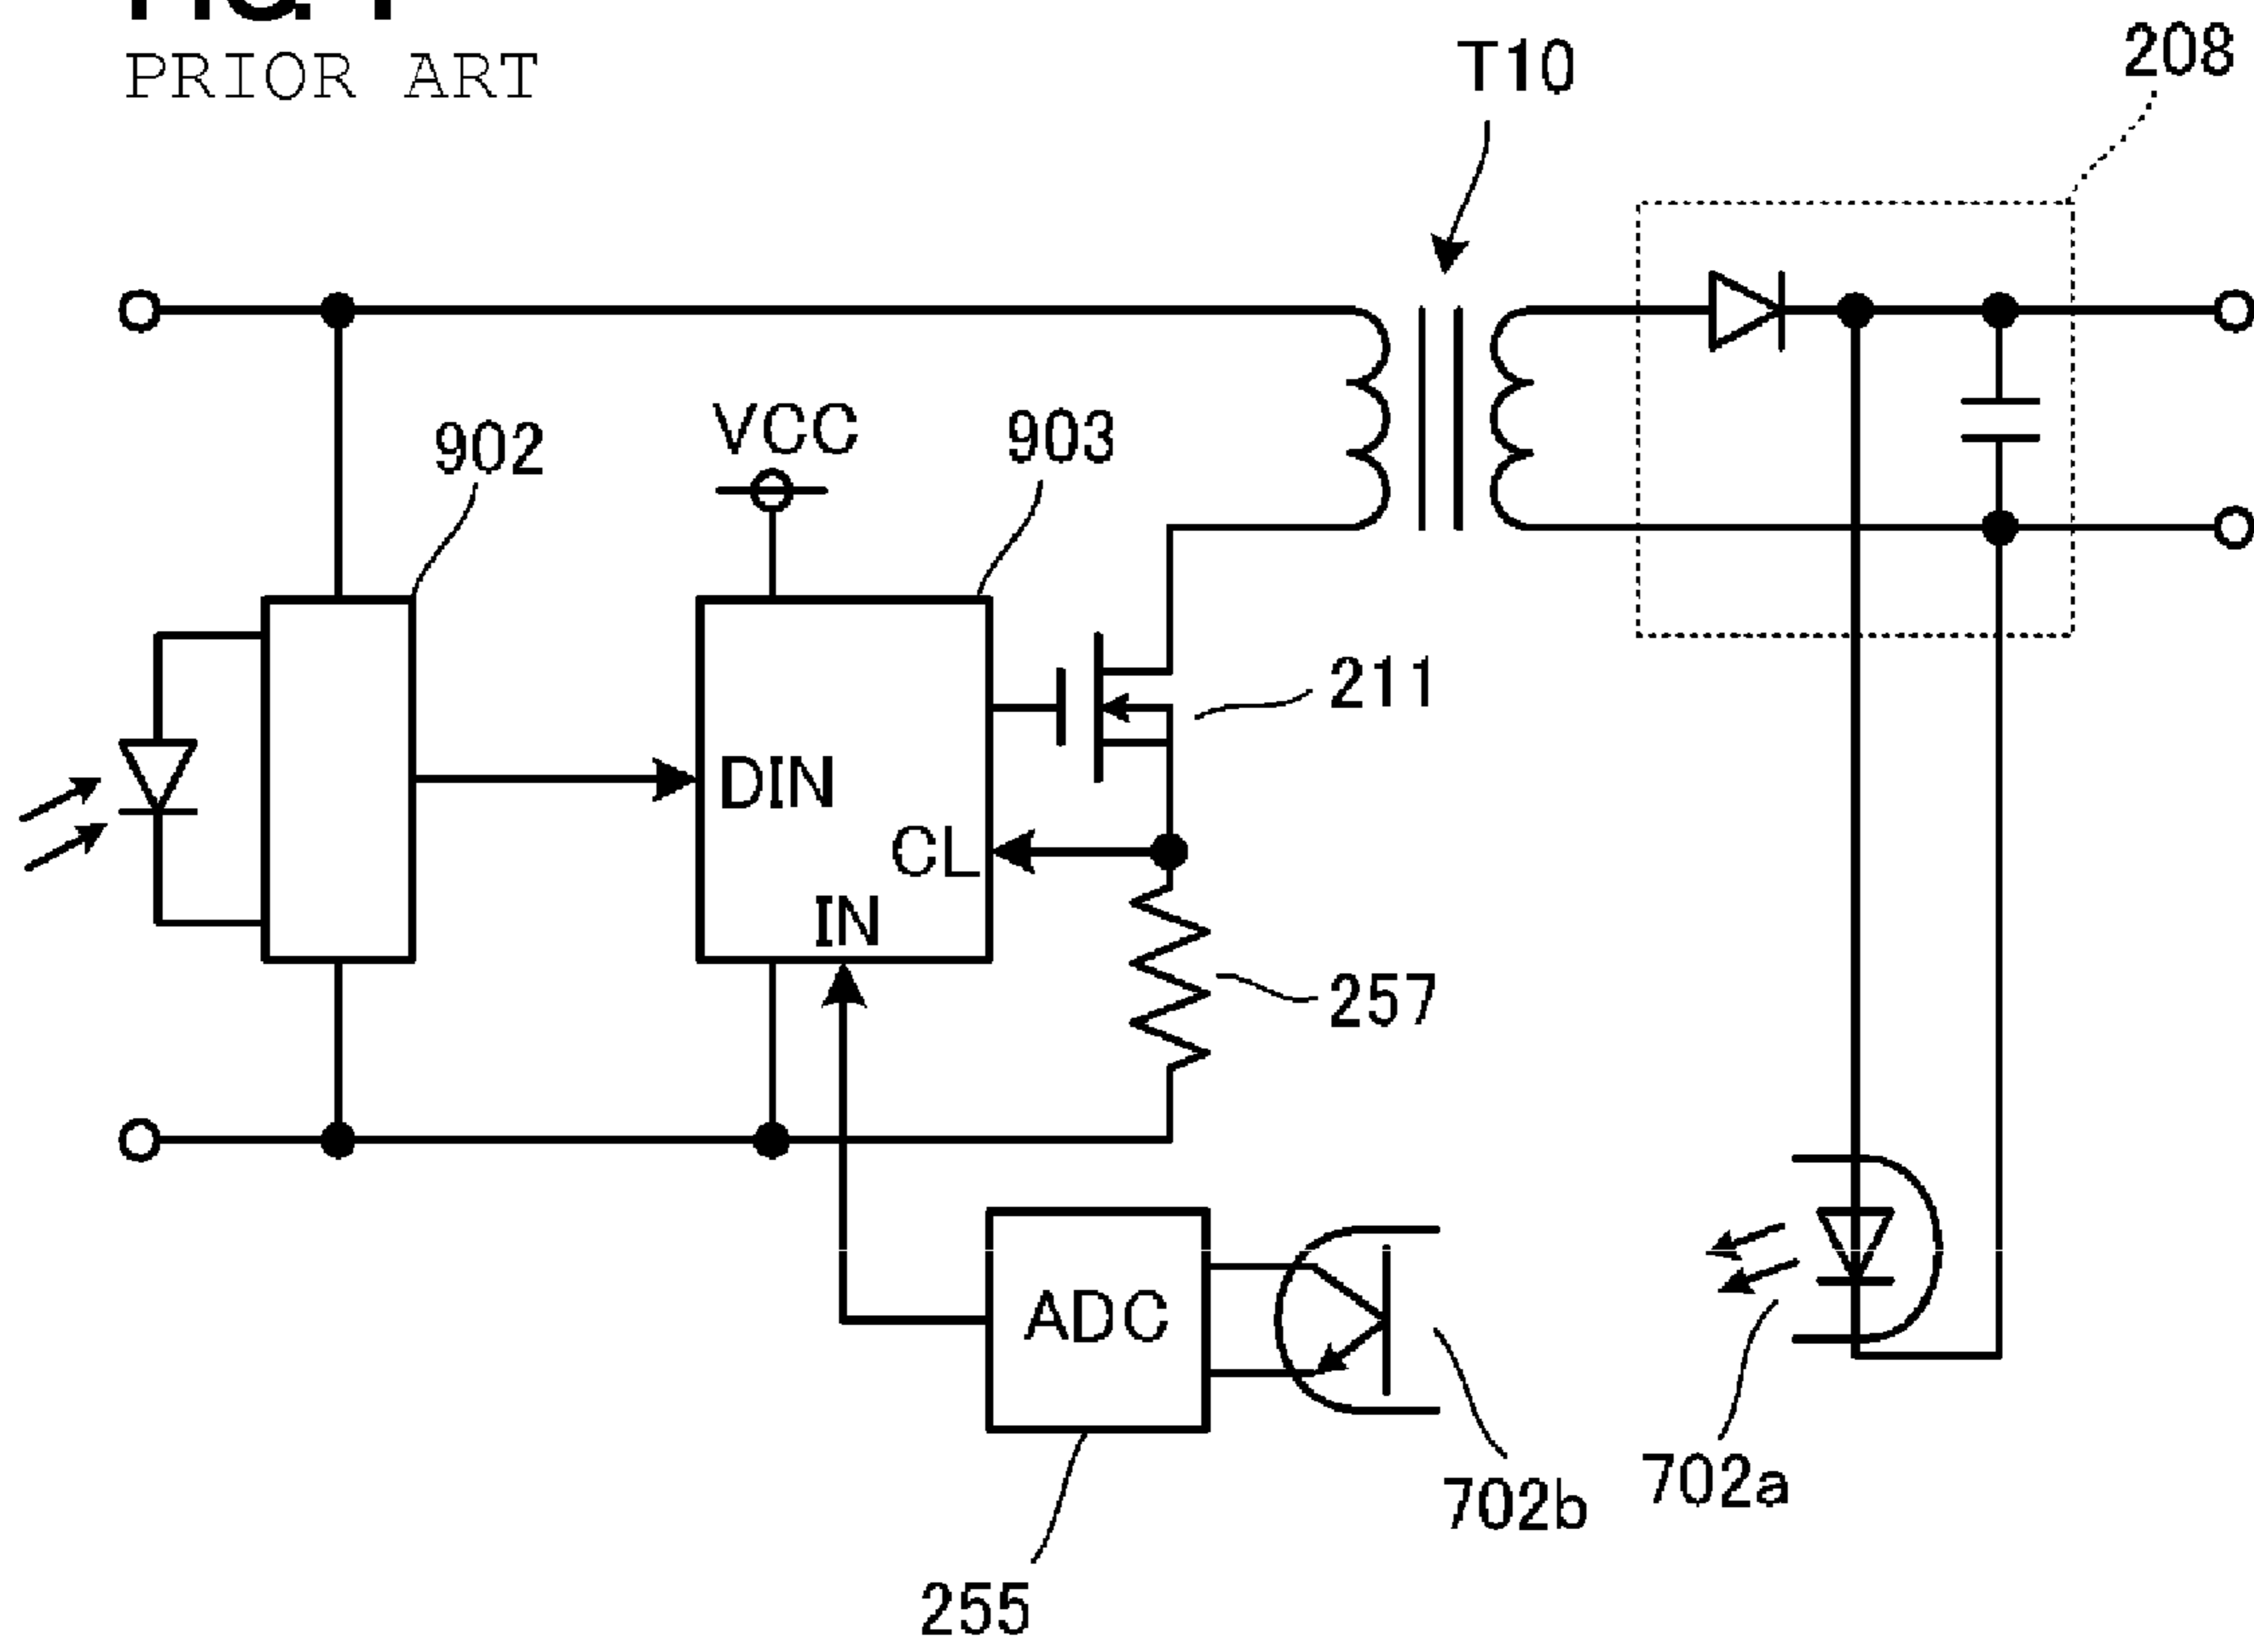 PRIOR ART
T10
208
902
VCC
903
211
DIN
CL
IN
257
ADC
702b
702a
255